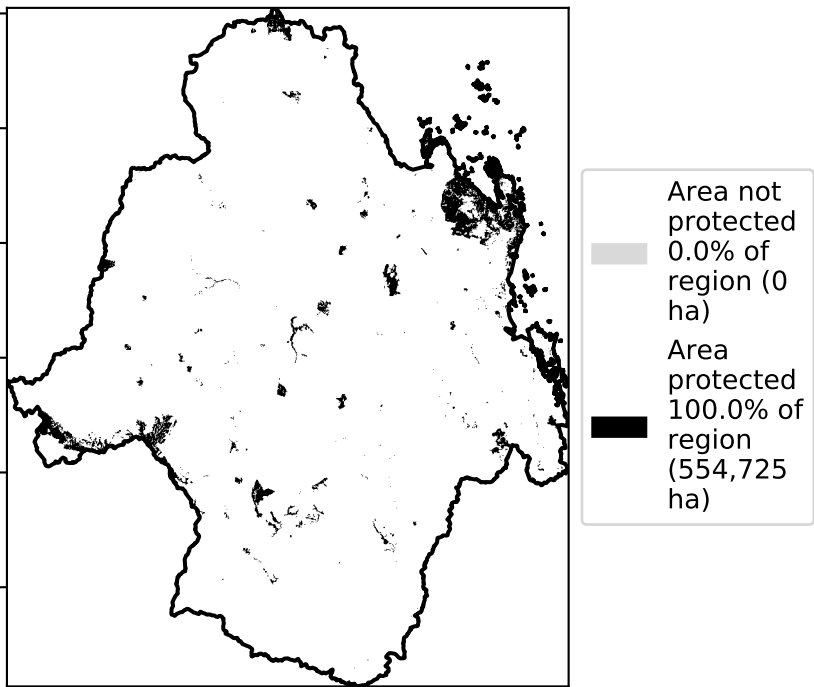 Area not
protected
0.0% of
region (0
ha)
Area
protected
100.0% of
region
(554,725
ha)